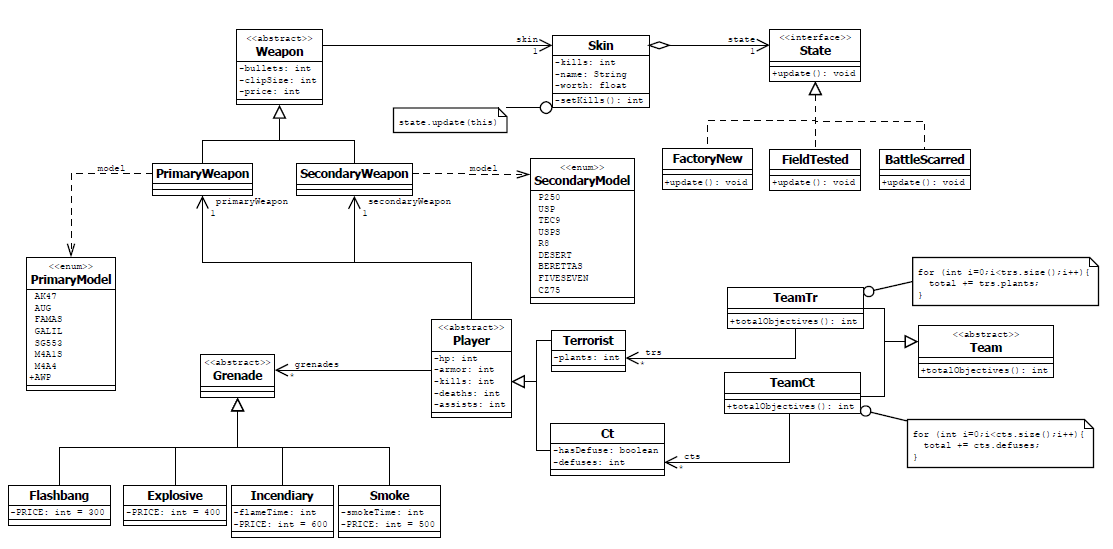 <<abstract>>
Weapon
-bullets: int
-clipSize: int
-price: int
skin
1
Skin
-kills: int
-name: String
-worth: float
-setKills(): int
state
1
<<interface>>
State
+update(): void
state.update(this)
FactoryNew
+update(): void
FieldTested
+update(): void
BattleScarred
+update(): void
model
PrimaryWeapon
SecondaryWeapon
model
primaryWeapon
1
secondaryWeapon
1
<<enum>>
SecondaryModel
P250
USP
TEC9
USPS
R8
DESERT
BERETTAS
FIVESEVEN
CZ75
<<enum>>
PrimaryModel
AK47
AUG
FAMAS
GALIL
SG553
M4A1S
M4A4
+AWP
for (int i=0;i<trs.size();i++){
total += trs.plants;
}
TeamTr
+totalObjectives(): int
<<abstract>>
Team
+totalObjectives(): int
TeamCt
+totalObjectives(): int
for (int i=0;i<cts.size();i++){
total += cts.defuses;
}
<<abstract>>
Player
-hp: int
-armor: int
-kills: int
-deaths: int
-assists: int
Terrorist
-plants: int
trs
*
Ct
-hasDefuse: boolean
-defuses: int
cts
*
<<abstract>>
Grenade
grenades
*
Flashbang
-PRICE: int = 300
Explosive
-PRICE: int = 400
Incendiary
-flameTime: int
-PRICE: int = 600
Smoke
-smokeTime: int
-PRICE: int = 500